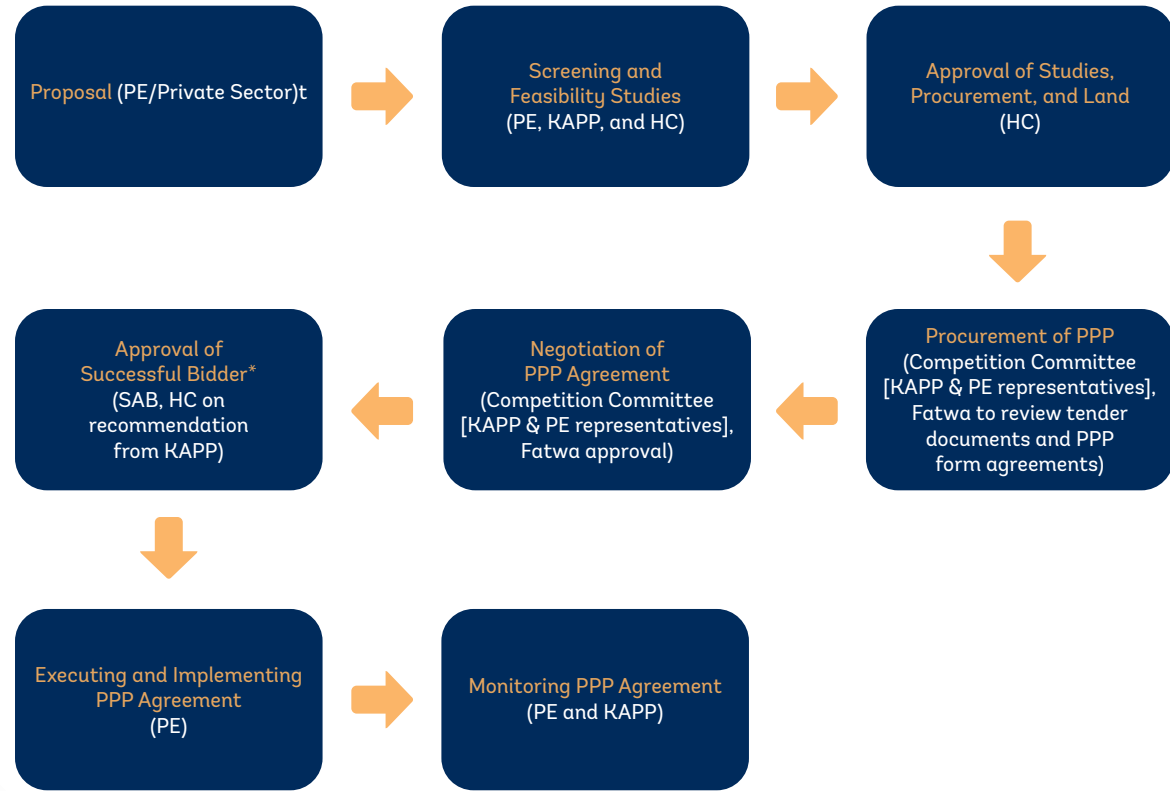 Proposal (PE/Private Sector)t
Screening and
Feasibility Studies
(PE, KAPP, and HC)
Approval of Studies,
Procurement, and Land
(HC)
Procurement of PPP
(Competition Committee
[KAPP & PE representatives],
Fatwa to review tender
documents and PPP
form agreements)
Negotiation of
PPP Agreement
(Competition Committee
[KAPP & PE representatives],
Fatwa approval)
Approval of
Successful Bidder*
(SAB, HC on
recommendation
from KAPP)
Executing and Implementing
PPP Agreement
(PE)
Monitoring PPP Agreement
(PE and KAPP)